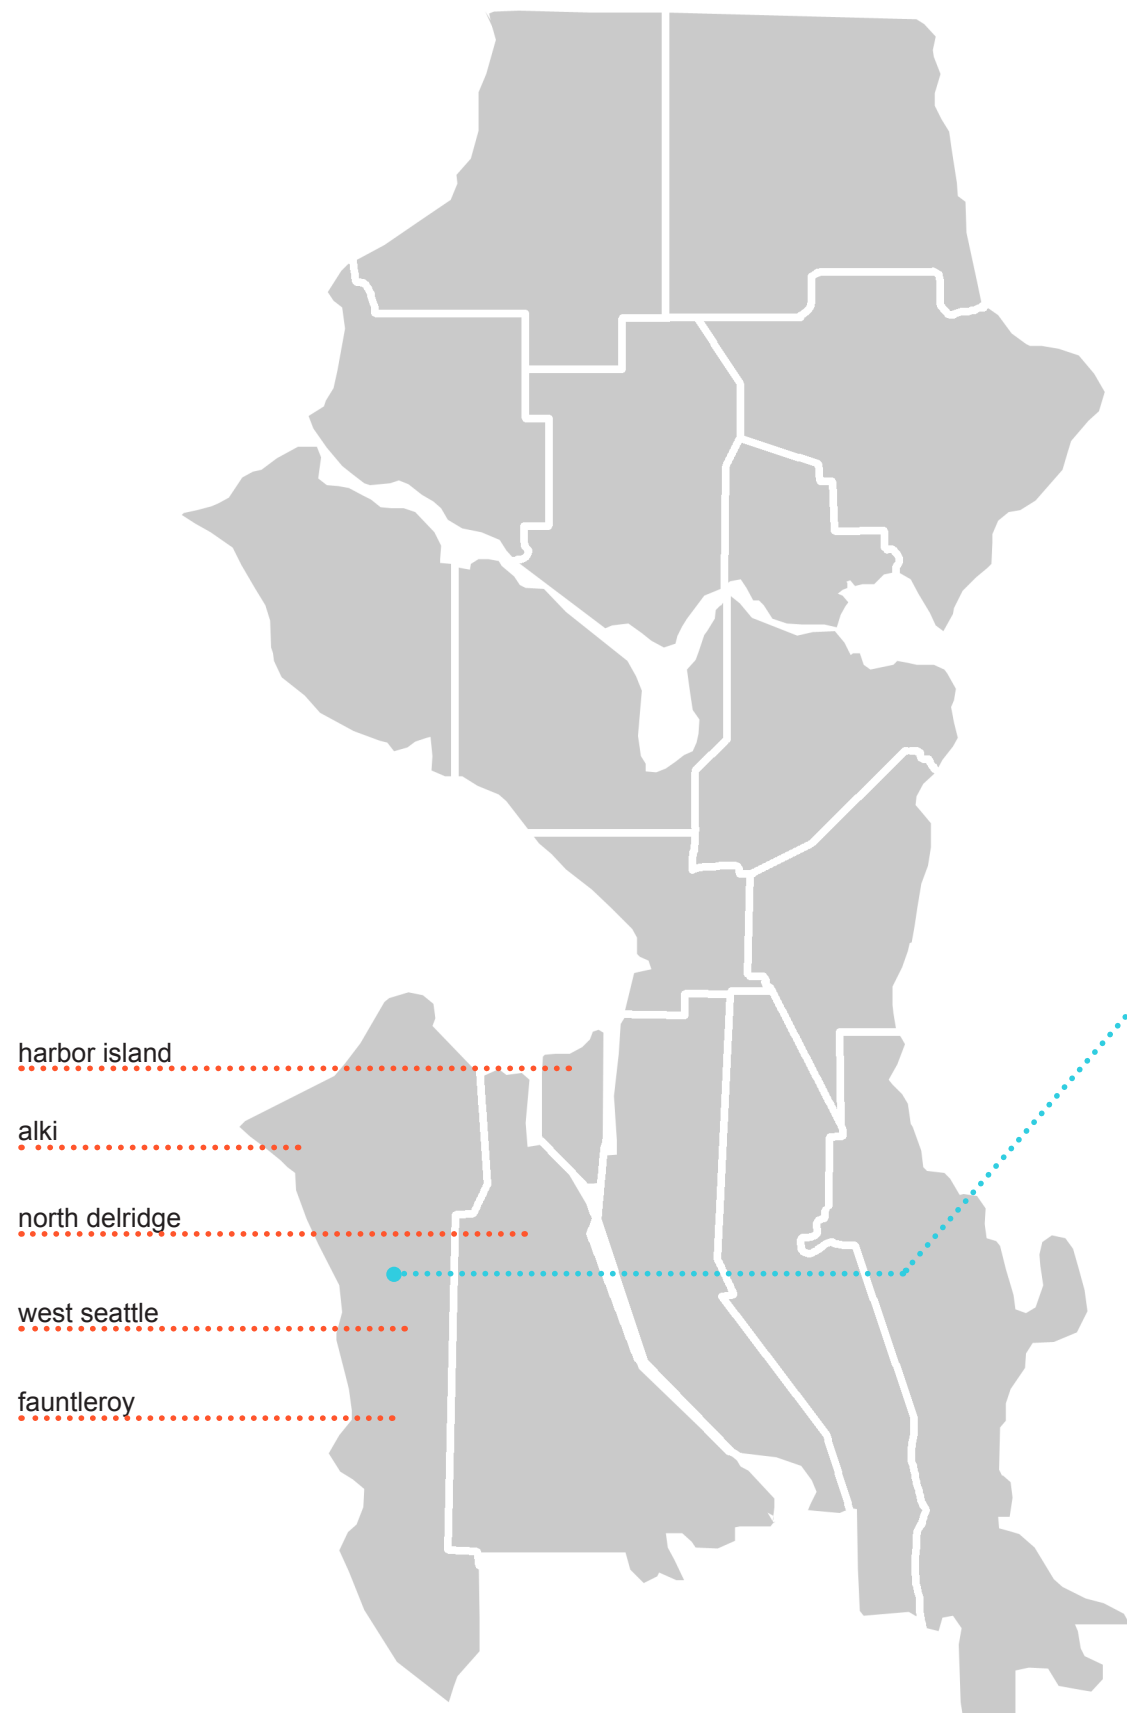 harbor island
alki
north delridge
west seattle
fauntleroy